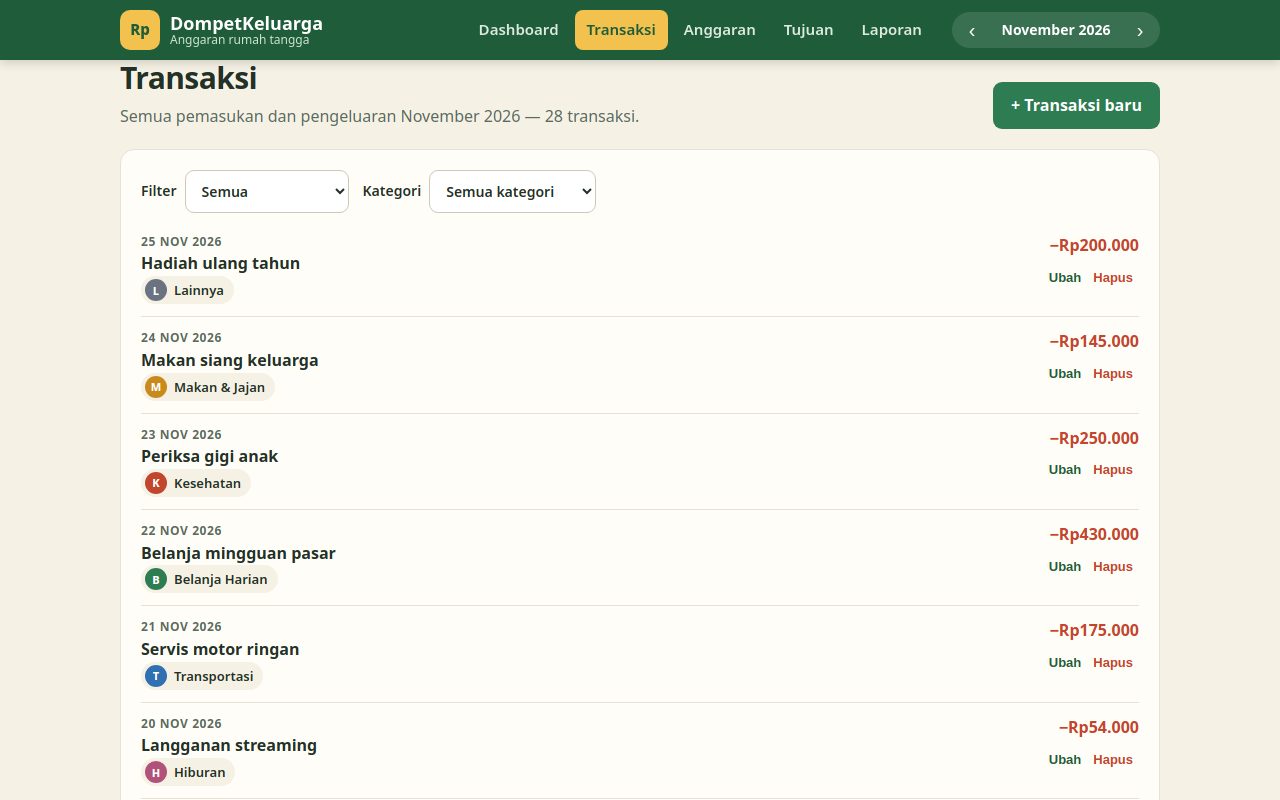 Rp
DompetKeluarga
Anggaran rumah tangga
Dashboard
Transaksi
Anggaran
Tujuan
Laporan
‹ November 2026 ›
Transaksi
Semua pemasukan dan pengeluaran November 2026 — 28 transaksi.
+ Transaksi baru
Filter
Semua
Kategori
Semua kategori
25 NOV 2026
Hadiah ulang tahun
L Lainnya
−Rp200.000
Ubah Hapus
24 NOV 2026
Makan siang keluarga
M Makan & Jajan
−Rp145.000
Ubah Hapus
23 NOV 2026
Periksa gigi anak
K Kesehatan
−Rp250.000
Ubah Hapus
22 NOV 2026
Belanja mingguan pasar
B Belanja Harian
−Rp430.000
Ubah Hapus
21 NOV 2026
Servis motor ringan
T Transportasi
−Rp175.000
Ubah Hapus
20 NOV 2026
Langganan streaming
H Hiburan
−Rp54.000
Ubah Hapus